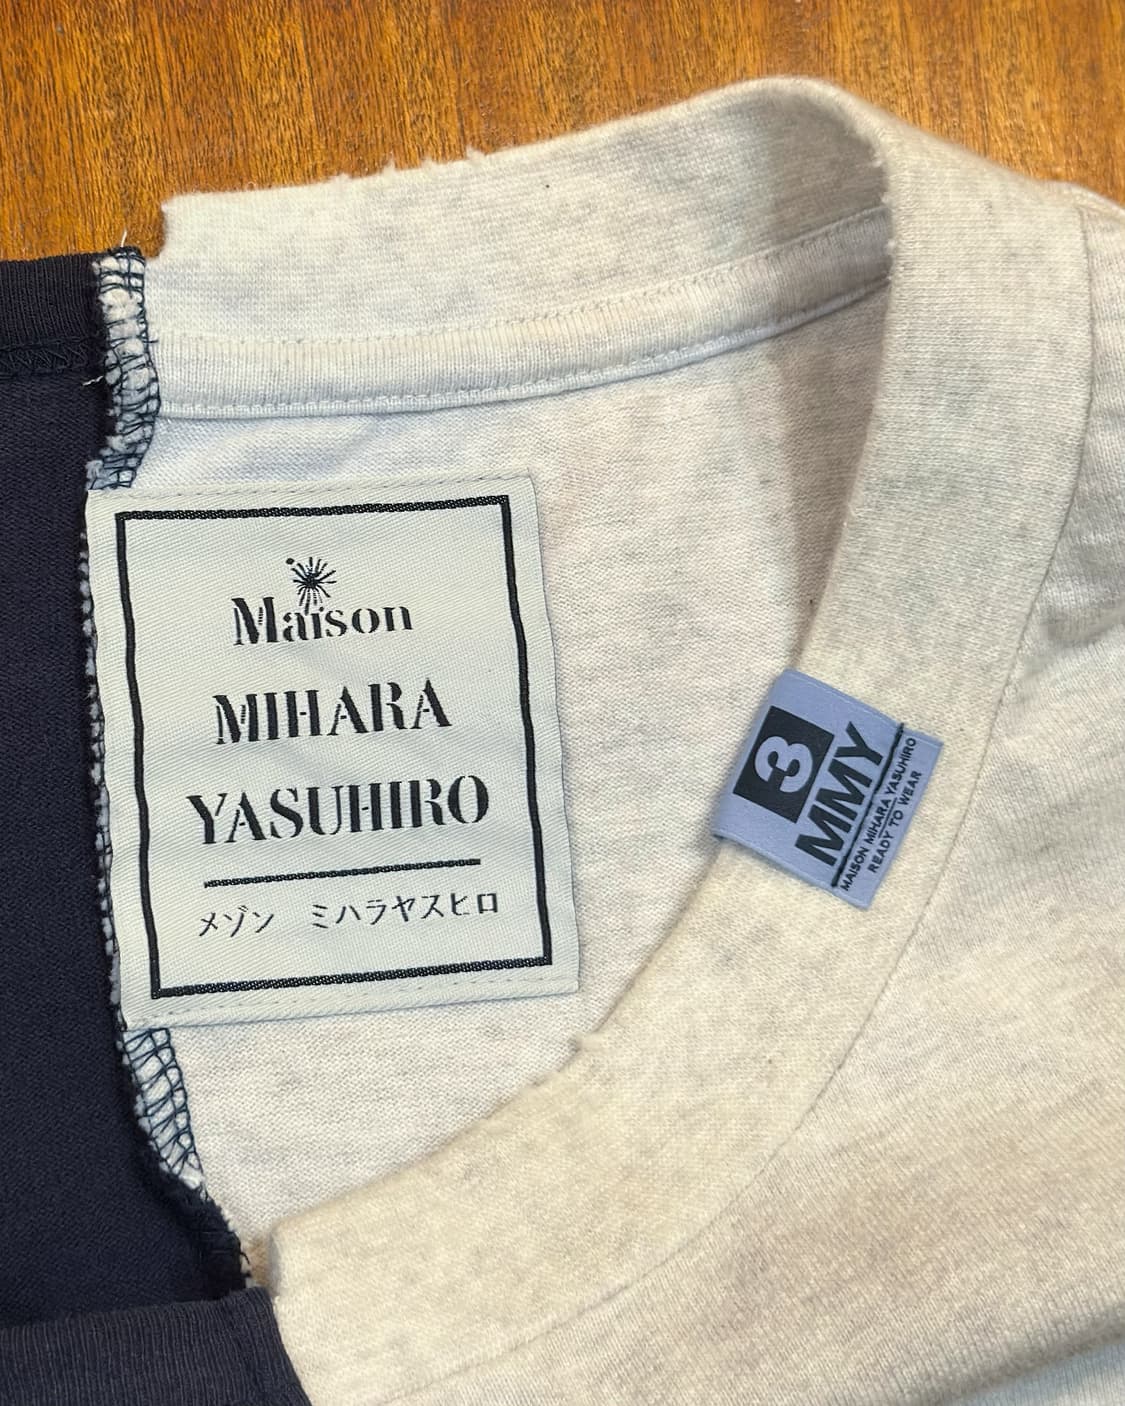 Maison
MIHARA
YASUHIRO
メゾン ミハラヤスヒロ
3
MMY
MAISON MIHARA YASUHIRO
READY TO WEAR